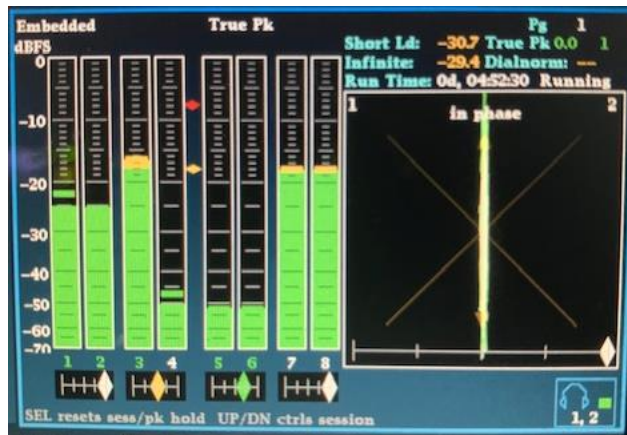 Embedded True Pk
dBFS
0
-10
-20
-30
-40
-50
-60
-70
1 2 3 4 5 6 7 8
SEL resets sess/pk hold UP/DN ctrls session
Pg 1
Short Ld: -30.7 True Pk 0.0 1
Infinite: -29.4 Dialnorm: --
Run Time: 0d, 04:52:30 Running
1 in phase 2
1, 2